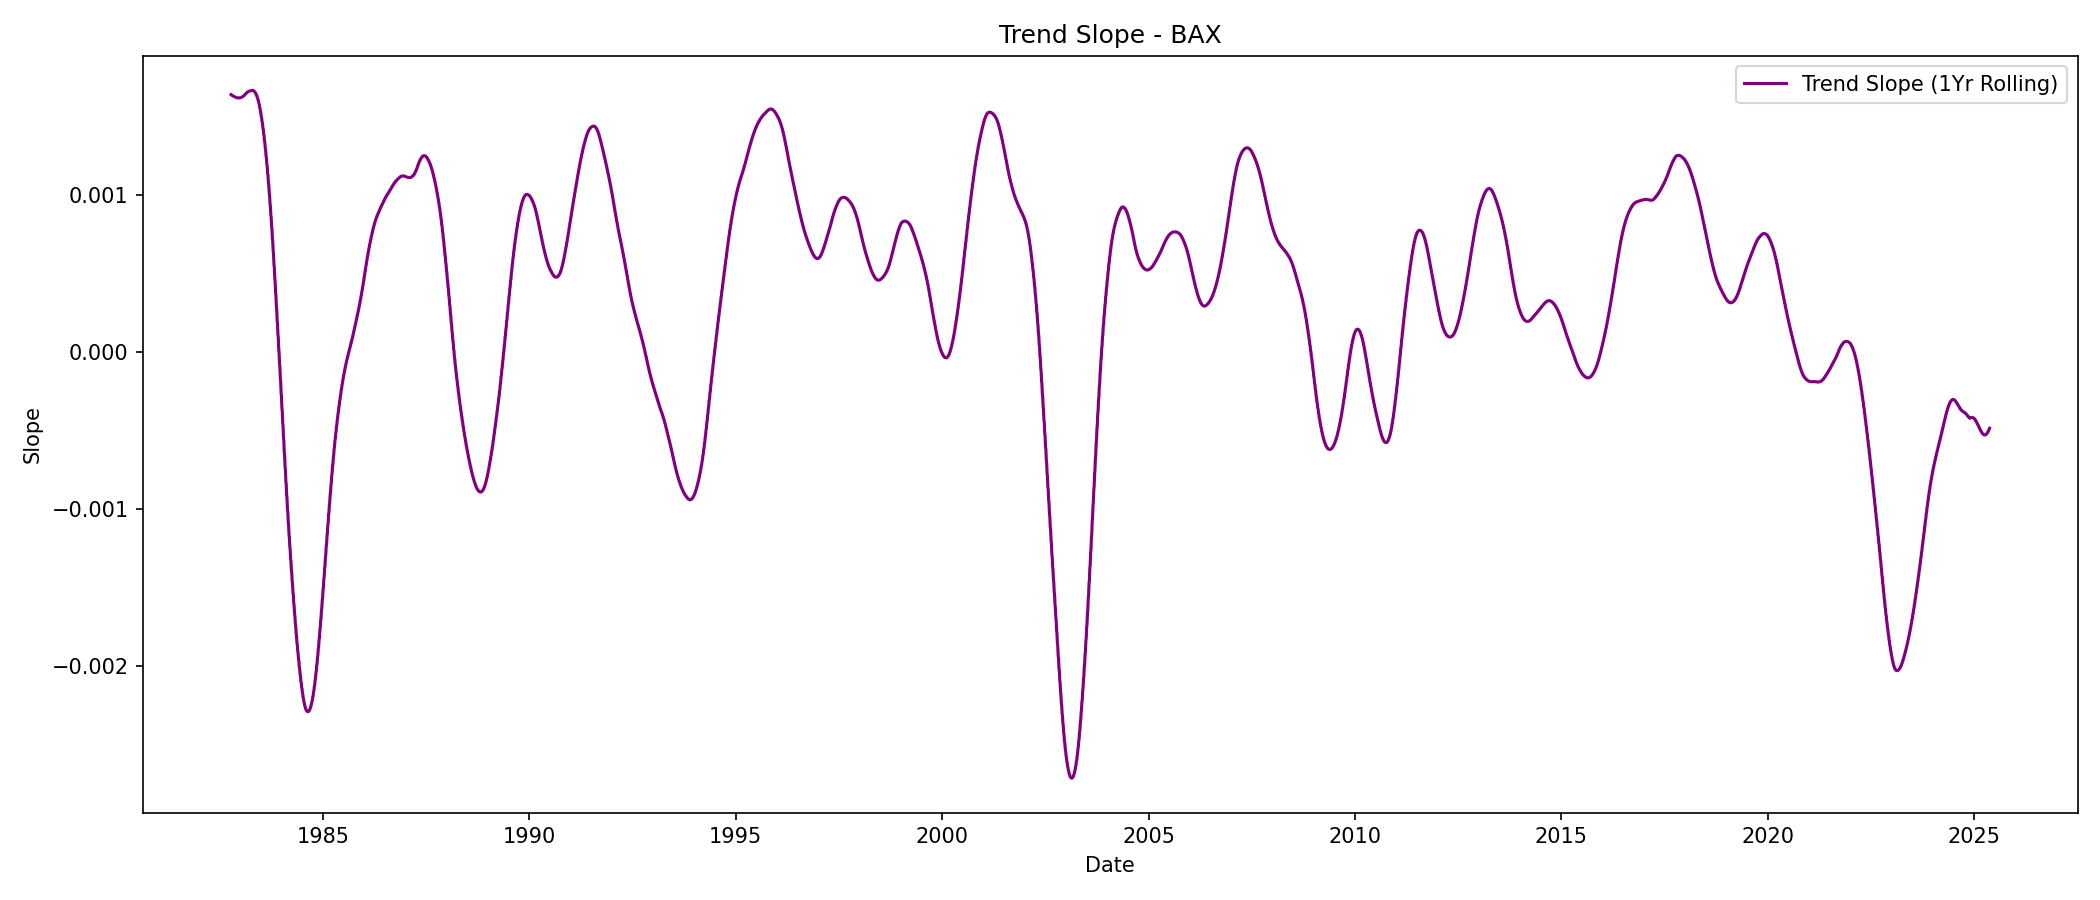 Trend Slope - BAX
Trend Slope (1Yr Rolling)
Slope
0.001
0.000
−0.001
−0.002
1985 1990 1995 2000 2005 2010 2015 2020 2025
Date